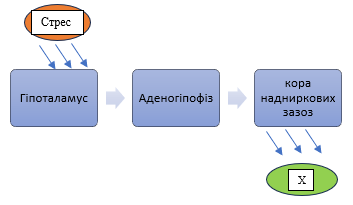 Стрес
Гіпоталамус
Аденогіпофіз
кора
надниркових
зазоз
Х